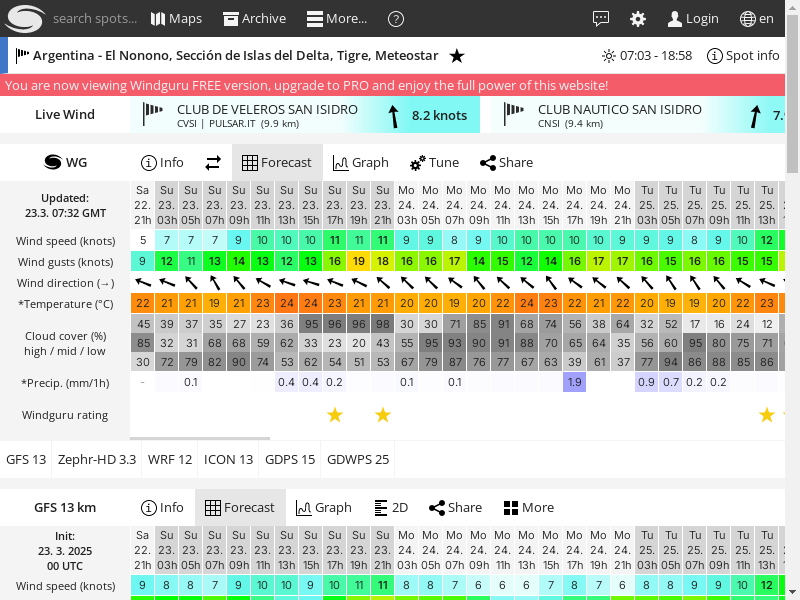 search spots... Maps Archive More... ? Login en
Argentina - El Nonono, Sección de Islas del Delta, Tigre, Meteostar 07:03 - 18:58 Spot info
You are now viewing Windguru FREE version, upgrade to PRO and enjoy the full power of this website!
Live Wind CLUB DE VELEROS SAN ISIDRO 8.2 knots CLUB NAUTICO SAN ISIDRO 7.
CVSI | PULSAR.IT (9.9 km) CNSI (9.4 km)
WG Info Forecast Graph Tune Share
Updated: Sa Su Su Su Su Su Su Su Su Su Su Mo Mo Mo Mo Mo Mo Mo Mo Mo Mo Tu Tu Tu Tu Tu Tu
23.3. 07:32 GMT 22. 23. 23. 23. 23. 23. 23. 23. 23. 23. 23. 24. 24. 24. 24. 24. 24. 24. 24. 24. 24. 25. 25. 25. 25. 25. 25.
21h 03h 05h 07h 09h 11h 13h 15h 17h 19h 21h 03h 05h 07h 09h 11h 13h 15h 17h 19h 21h 03h 05h 07h 09h 11h 13h
Wind speed (knots) 5 7 7 7 9 10 10 10 11 11 11 9 9 8 9 10 10 10 10 10 9 9 9 8 9 10 12
Wind gusts (knots) 9 12 11 13 14 13 12 13 16 19 18 16 16 17 14 15 12 14 16 17 17 16 15 16 16 15 15
Wind direction (→)
*Temperature (°C) 22 21 21 19 21 23 24 24 23 21 21 20 20 19 20 22 24 23 22 21 22 20 19 19 20 22 23
Cloud cover (%) 45 39 37 35 27 23 36 95 96 96 98 30 30 71 85 91 68 74 56 38 64 32 52 17 16 24 12
high / mid / low 85 32 31 68 68 59 62 33 23 20 43 55 95 93 90 91 88 70 65 64 35 56 60 95 80 75 71
30 72 79 82 90 74 53 62 54 51 53 67 79 87 76 77 67 63 39 61 37 77 94 86 88 85 86
*Precip. (mm/1h) - 0.1 0.4 0.4 0.2 0.1 0.1 1.9 0.9 0.7 0.2 0.2
Windguru rating
GFS 13 Zephr-HD 3.3 WRF 12 ICON 13 GDPS 15 GDWPS 25
GFS 13 km Info Forecast Graph 2D Share More
Init: Sa Su Su Su Su Su Su Su Su Su Su Mo Mo Mo Mo Mo Mo Mo Mo Mo Mo Tu Tu Tu Tu Tu Tu
23. 3. 2025 22. 23. 23. 23. 23. 23. 23. 23. 23. 23. 23. 24. 24. 24. 24. 24. 24. 24. 24. 24. 24. 25. 25. 25. 25. 25. 25.
00 UTC 21h 03h 05h 07h 09h 11h 13h 15h 17h 19h 21h 03h 05h 07h 09h 11h 13h 15h 17h 19h 21h 03h 05h 07h 09h 11h 13h
Wind speed (knots) 9 8 8 7 9 10 10 9 10 11 11 8 8 7 6 6 6 7 8 7 6 8 8 9 9 10 12